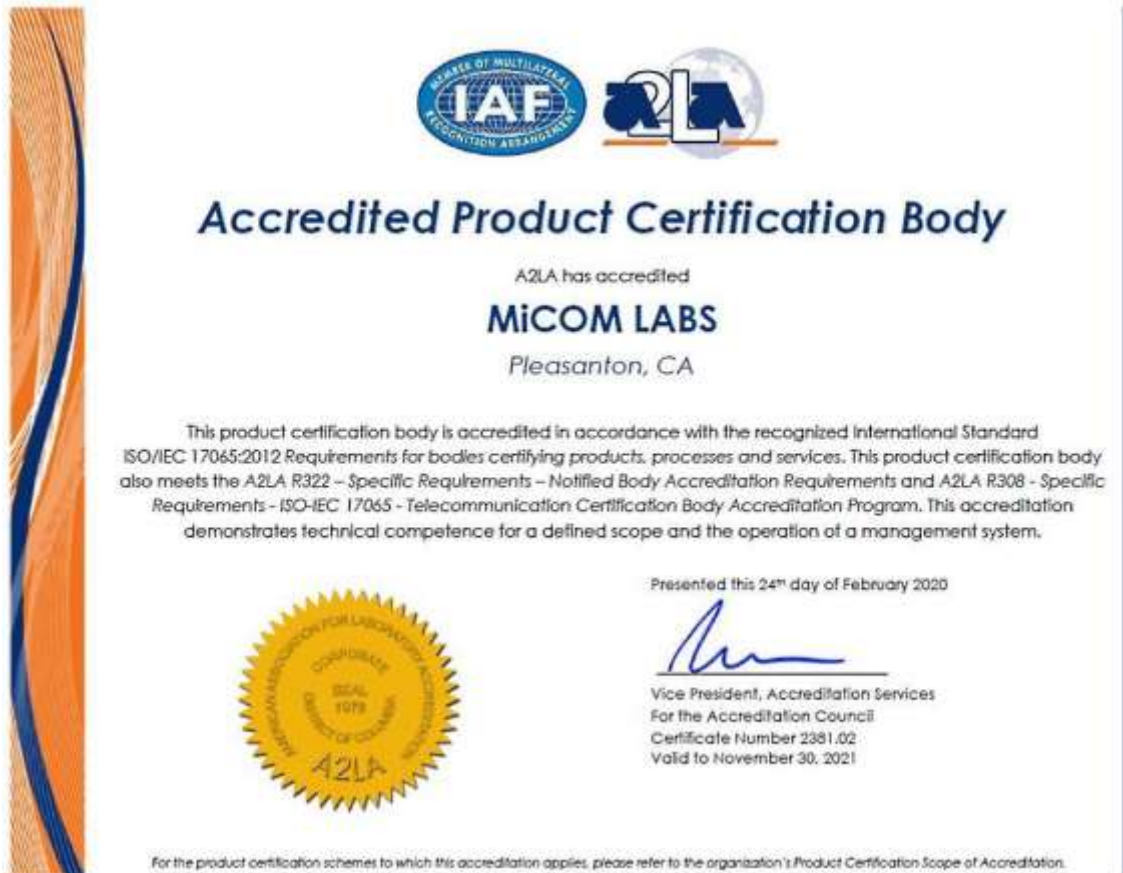 MEMBER OF MULTILATERAL
IAF
RECOGNITION ARRANGEMENT
a2La
Accredited Product Certification Body
A2LA has accredited
MiCOM LABS
Pleasanton, CA
This product certification body is accredited in accordance with the recognized International Standard
ISO/IEC 17065:2012 Requirements for bodies certifying products, processes and services. This product certification body
also meets the A2LA R322 – Specific Requirements – Notified Body Accreditation Requirements and A2LA R308 - Specific
Requirements - ISO-IEC 17065 - Telecommunication Certification Body Accreditation Program. This accreditation
demonstrates technical competence for a defined scope and the operation of a management system.
Presented this 24th day of February 2020
AMERICAN ASSOCIATION FOR LABORATORY ACCREDITATION
CORPORATE
SEAL
1978
DISTRICT OF COLUMBIA
A2LA
Vice President, Accreditation Services
For the Accreditation Council
Certificate Number 2381.02
Valid to November 30, 2021
For the product certification schemes to which this accreditation applies, please refer to the organization's Product Certification Scope of Accreditation.